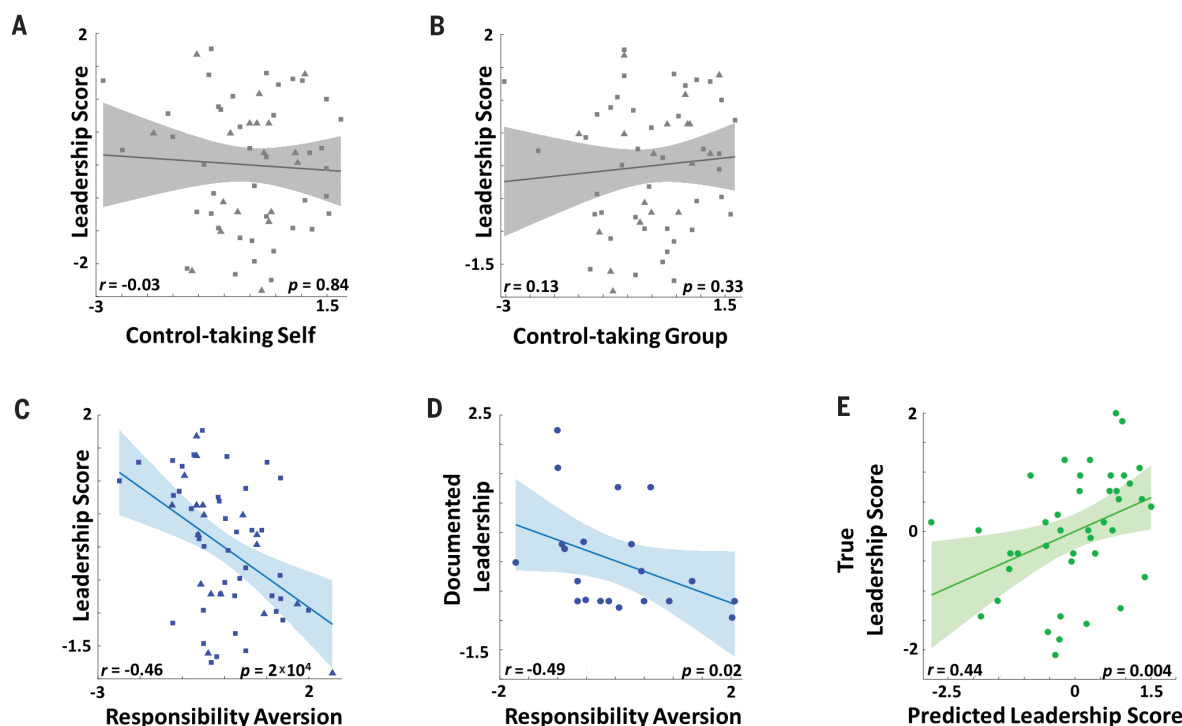 A
Leadership Score
2
-2
r = -0.03
p = 0.84
-3
1.5
Control-taking Self
B
Leadership Score
2
-1.5
r = 0.13
p = 0.33
-3
1.5
Control-taking Group
C
Leadership Score
2
-1.5
r = -0.46
p = 2×10⁴
-3
2
Responsibility Aversion
D
Documented
Leadership
2.5
-1.5
r = -0.49
p = 0.02
-2
2
Responsibility Aversion
E
True
Leadership Score
2
0
-2
r = 0.44
p = 0.004
-2.5
0
1.5
Predicted Leadership Score